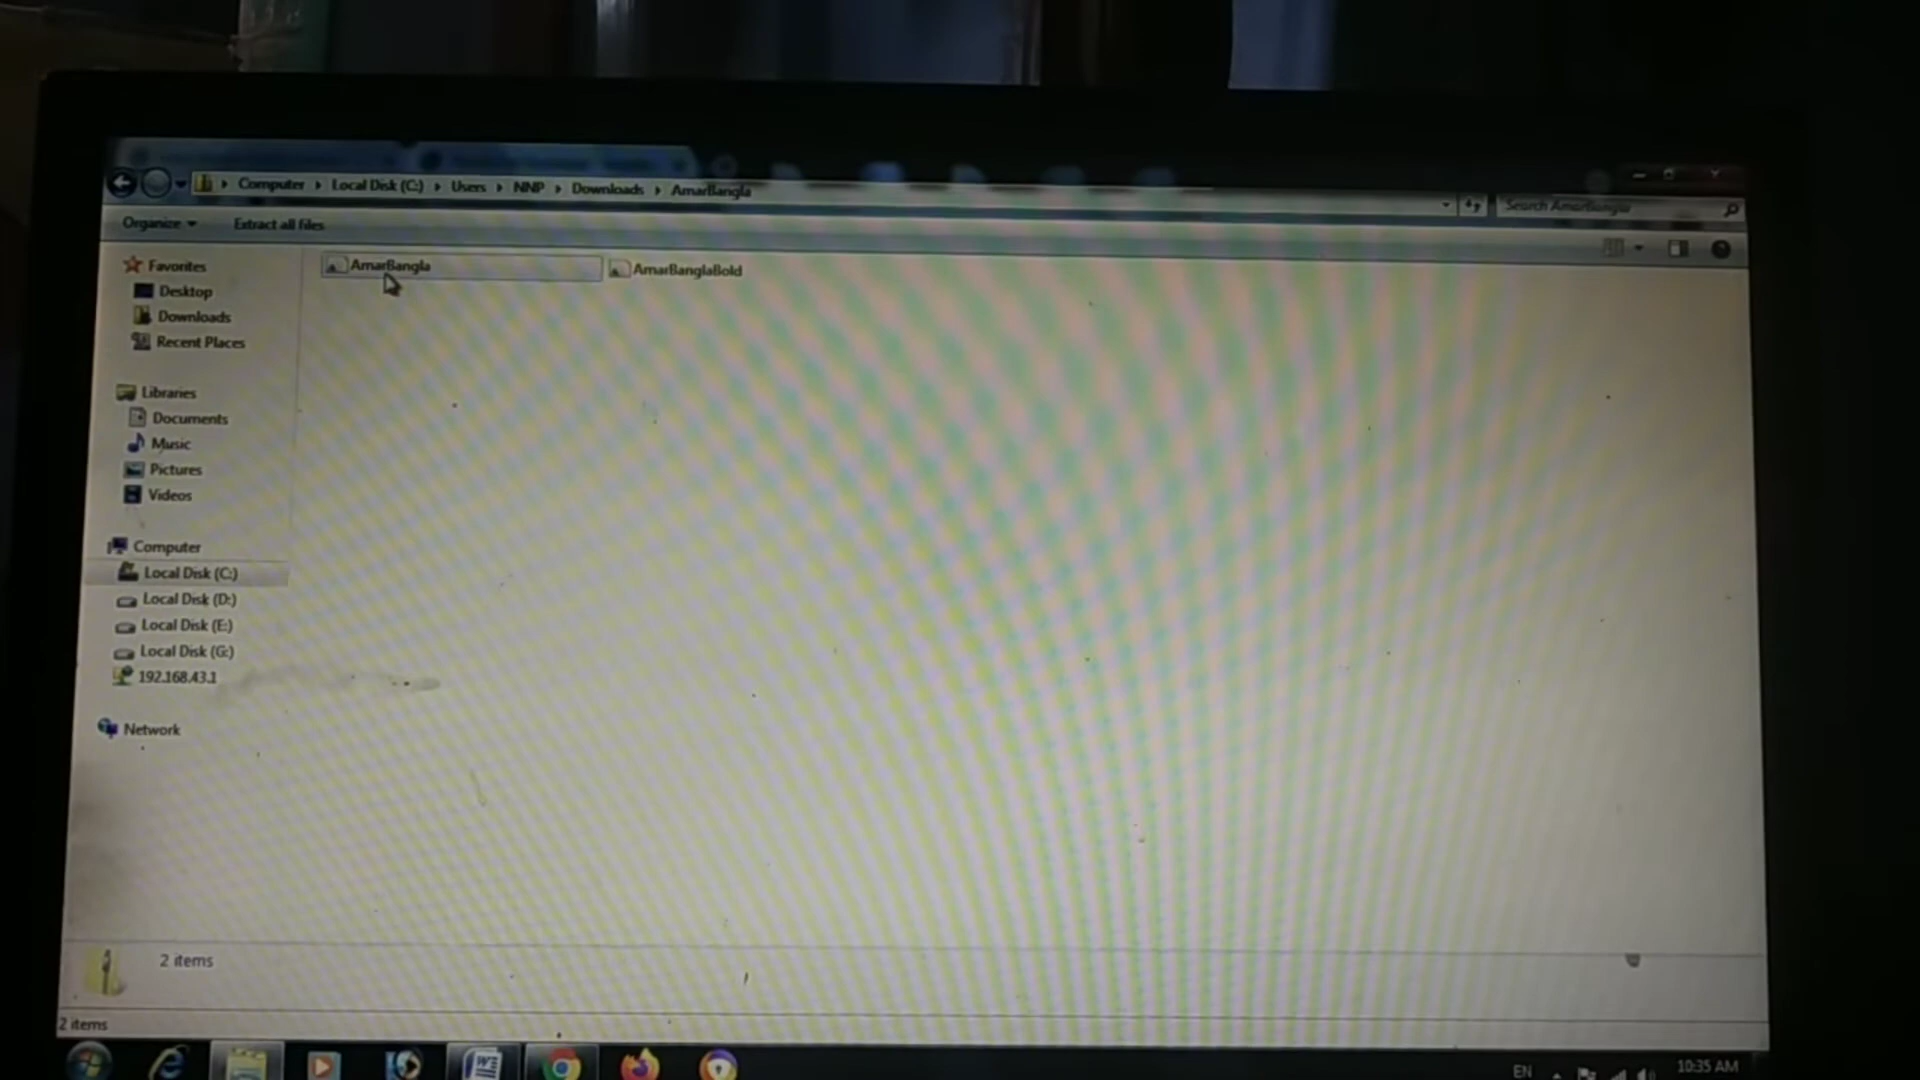 Computer Local Disk (C:) Users NNP Downloads AmarBangla
Search AmarBangla
Organize Extract all files
Favorites
Desktop
Downloads
Recent Places
Libraries
Documents
Music
Pictures
Videos
Computer
Local Disk (C:)
Local Disk (D:)
Local Disk (E:)
Local Disk (G:)
192.168.43.1
Network
AmarBangla
AmarBanglaBold
2 items
2 items
EN
10:35 AM